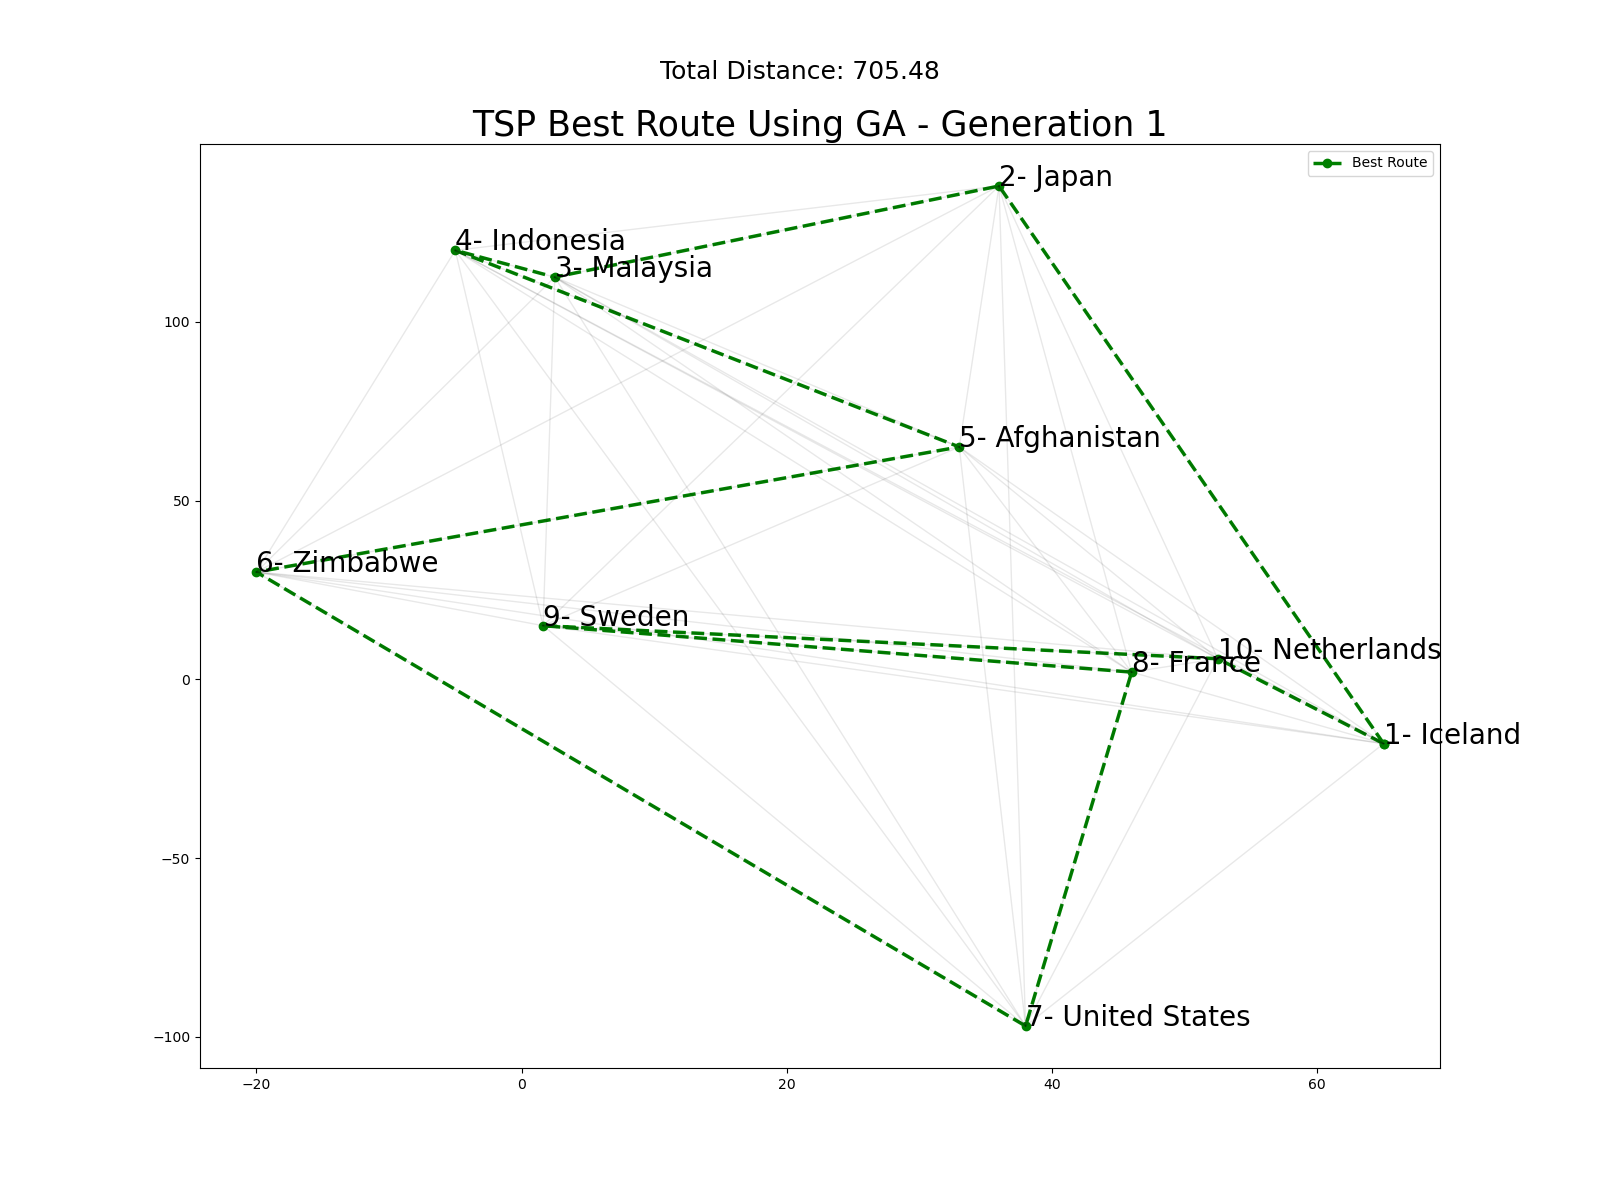 Total Distance: 705.48
TSP Best Route Using GA - Generation 1
Best Route
2- Japan
4- Indonesia
3- Malaysia
100
5- Afghanistan
50
6- Zimbabwe
9- Sweden
10- Netherlands
8- France
0
1- Iceland
−50
7- United States
−100
−20
0
20
40
60